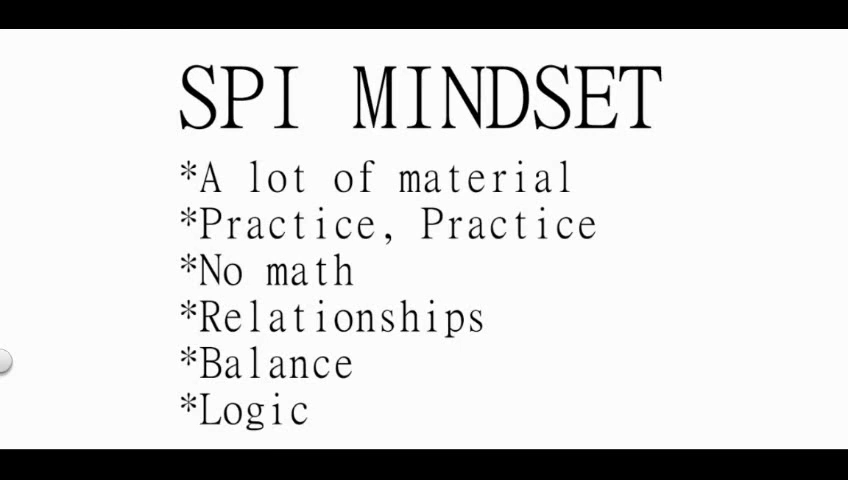 SPI MINDSET
*A lot of material
*Practice, Practice
*No math
*Relationships
*Balance
*Logic